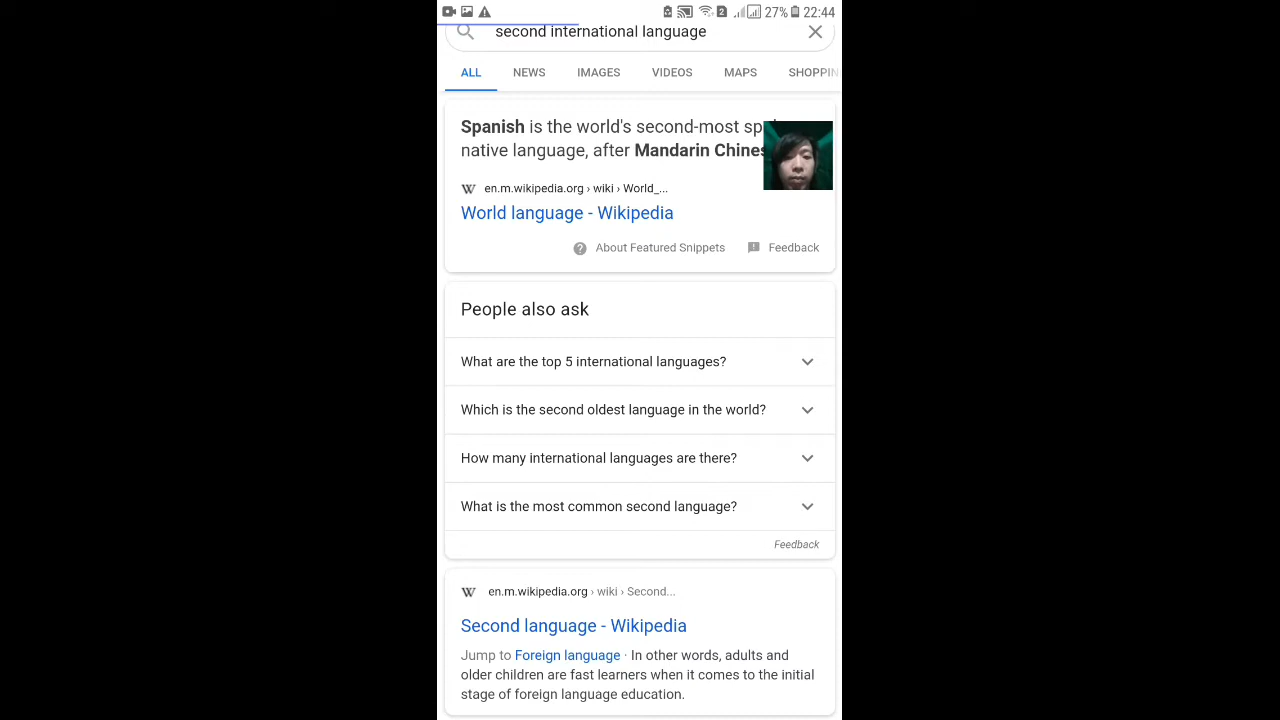 27% 22:44
second international language
ALL NEWS IMAGES VIDEOS MAPS SHOPPIN
Spanish is the world's second-most
native language, after Mandarin
en.m.wikipedia.org › wiki › World_...
World language - Wikipedia
About Featured Snippets Feedback
People also ask
What are the top 5 international languages?
Which is the second oldest language in the world?
How many international languages are there?
What is the most common second language?
Feedback
en.m.wikipedia.org › wiki › Second...
Second language - Wikipedia
Jump to Foreign language · In other words, adults and
older children are fast learners when it comes to the initial
stage of foreign language education.